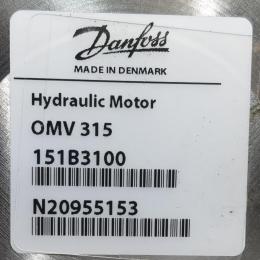 Danfoss
MADE IN DENMARK
Hydraulic Motor
OMV 315
151B3100
N20955153